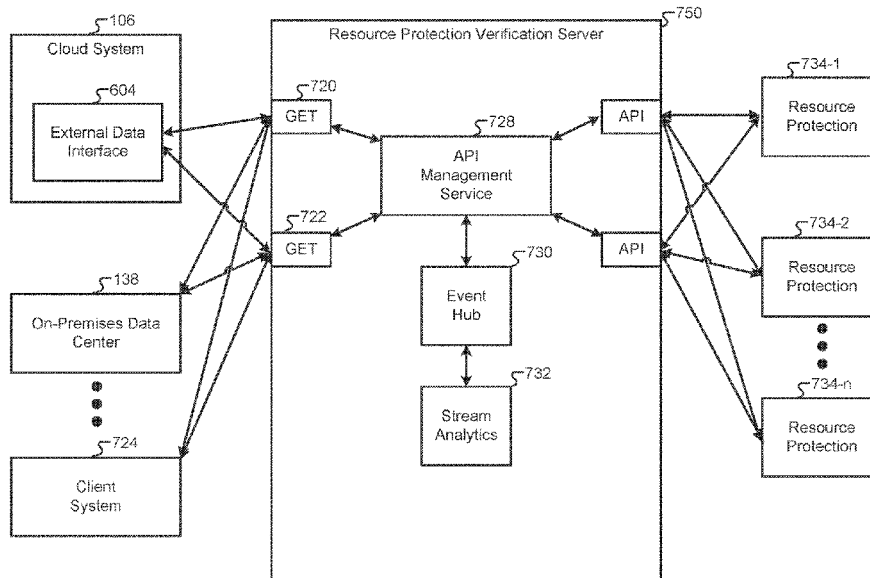 106
Cloud System
604
External Data
Interface
138
On-Premises Data
Center
724
Client
System
750
Resource Protection Verification Server
720
GET
722
GET
728
API
Management
Service
730
Event
Hub
732
Stream
Analytics
API
API
734-1
Resource
Protection
734-2
Resource
Protection
734-n
Resource
Protection